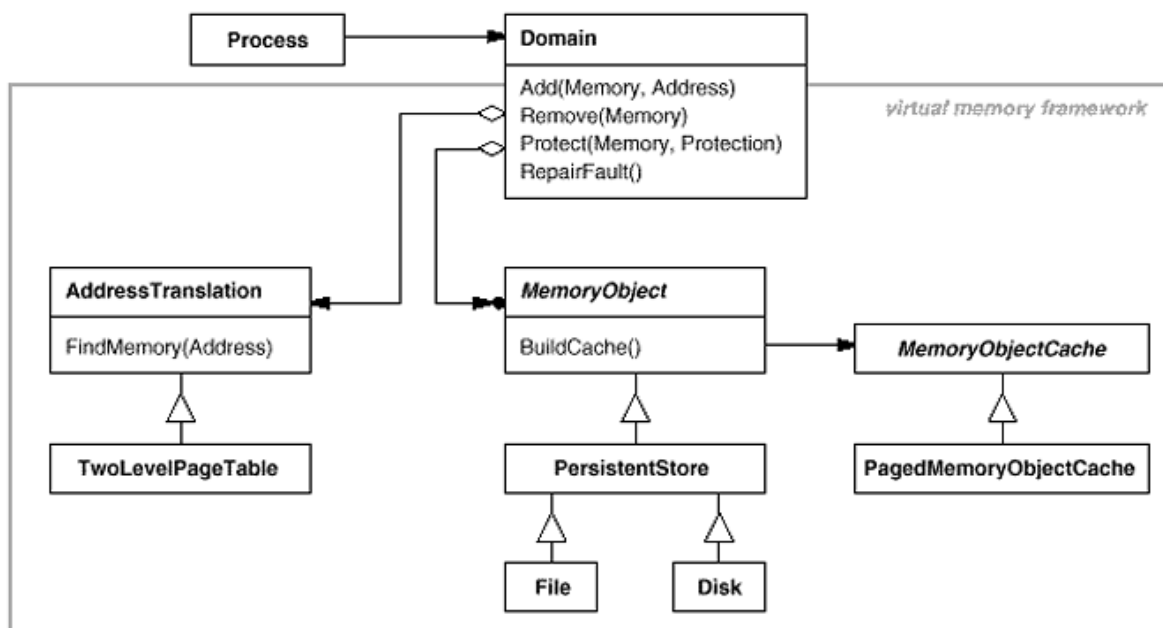 Process
Domain
Add(Memory, Address)
Remove(Memory)
Protect(Memory, Protection)
RepairFault()
virtual memory framework
AddressTranslation
FindMemory(Address)
MemoryObject
BuildCache()
MemoryObjectCache
TwoLevelPageTable
PersistentStore
PagedMemoryObjectCache
File
Disk